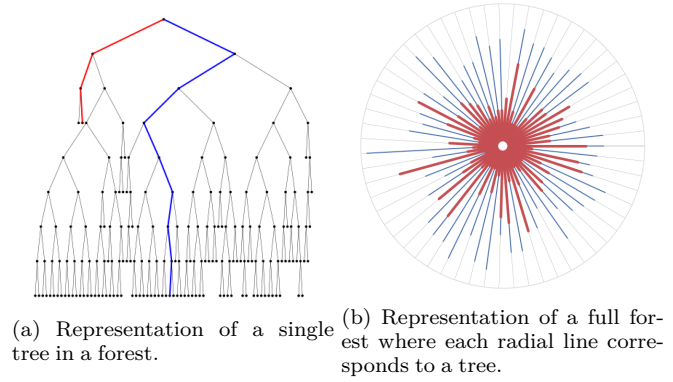 (a) Representation of a single
tree in a forest.
(b) Representation of a full for-
est where each radial line corre-
sponds to a tree.